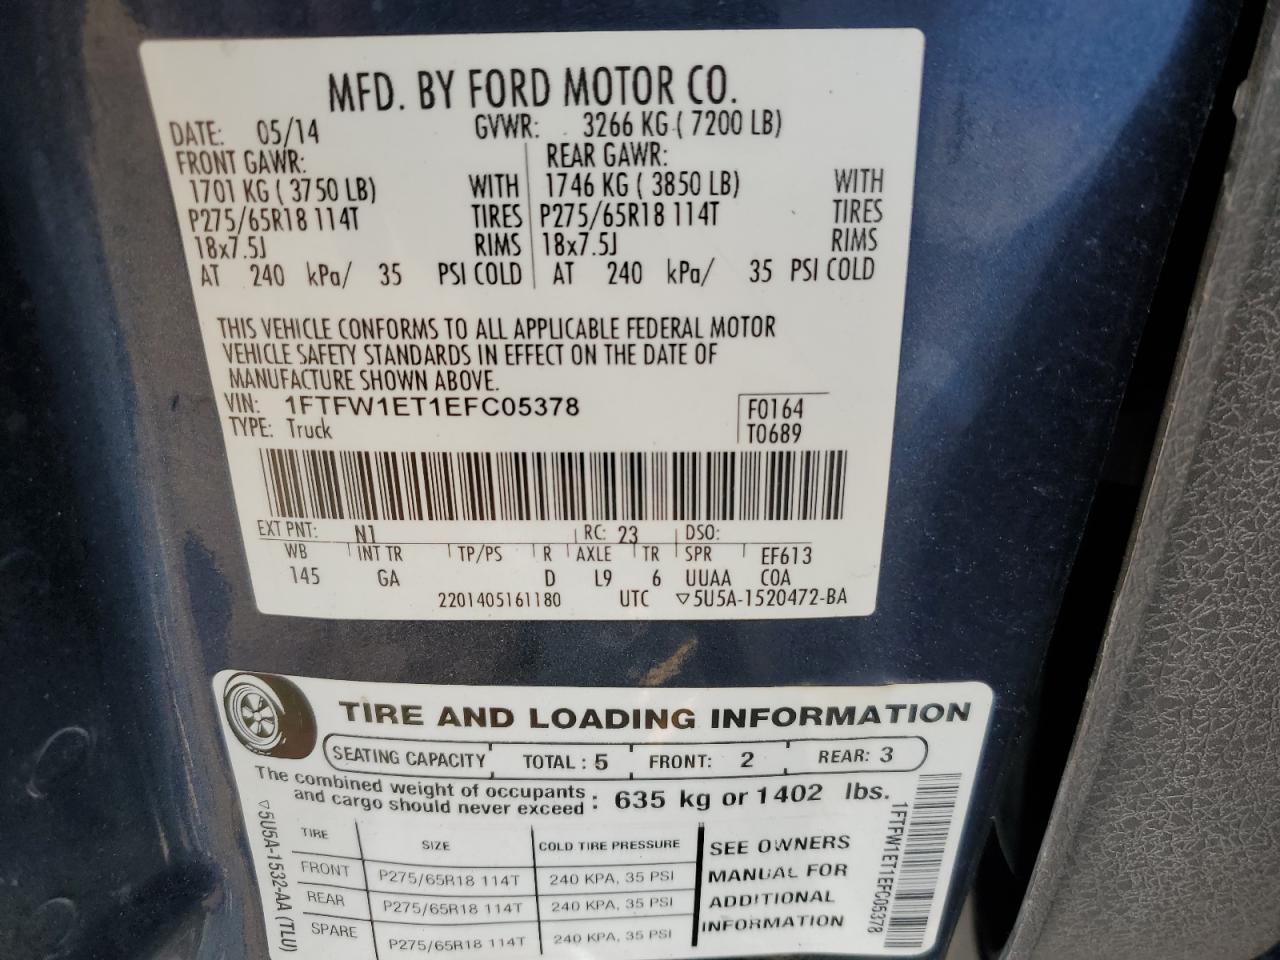 MFD. BY FORD MOTOR CO.
DATE: 05/14 GVWR: 3266 KG ( 7200 LB)
FRONT GAWR: REAR GAWR:
1701 KG ( 3750 LB) WITH 1746 KG ( 3850 LB) WITH
P275/65R18 114T TIRES P275/65R18 114T TIRES
18x7.5J RIMS 18x7.5J RIMS
AT 240 kPa/ 35 PSI COLD AT 240 kPa/ 35 PSI COLD
THIS VEHICLE CONFORMS TO ALL APPLICABLE FEDERAL MOTOR
VEHICLE SAFETY STANDARDS IN EFFECT ON THE DATE OF
MANUFACTURE SHOWN ABOVE.
VIN: 1FTFW1ET1EFC05378 F0164
TYPE: Truck T0689
EXT PNT: N1 RC: 23 DSO:
WB INT TR TP/PS R AXLE TR SPR EF613
145 GA D L9 6 UUAA COA
2201405161180 UTC ▽5U5A-1520472-BA
TIRE AND LOADING INFORMATION
SEATING CAPACITY TOTAL : 5 FRONT: 2 REAR: 3
The combined weight of occupants
and cargo should never exceed : 635 kg or 1402 lbs.
TIRE SIZE COLD TIRE PRESSURE
FRONT P275/65R18 114T 240 KPA, 35 PSI
REAR P275/65R18 114T 240 KPA, 35 PSI
SPARE P275/65R18 114T 240 KPA, 35 PSI
SEE OWNERS
MANUAL FOR
ADDITIONAL
INFORMATION
▽5U5A-1532-AA (TLU)
1FTFW1ET1EFC05378